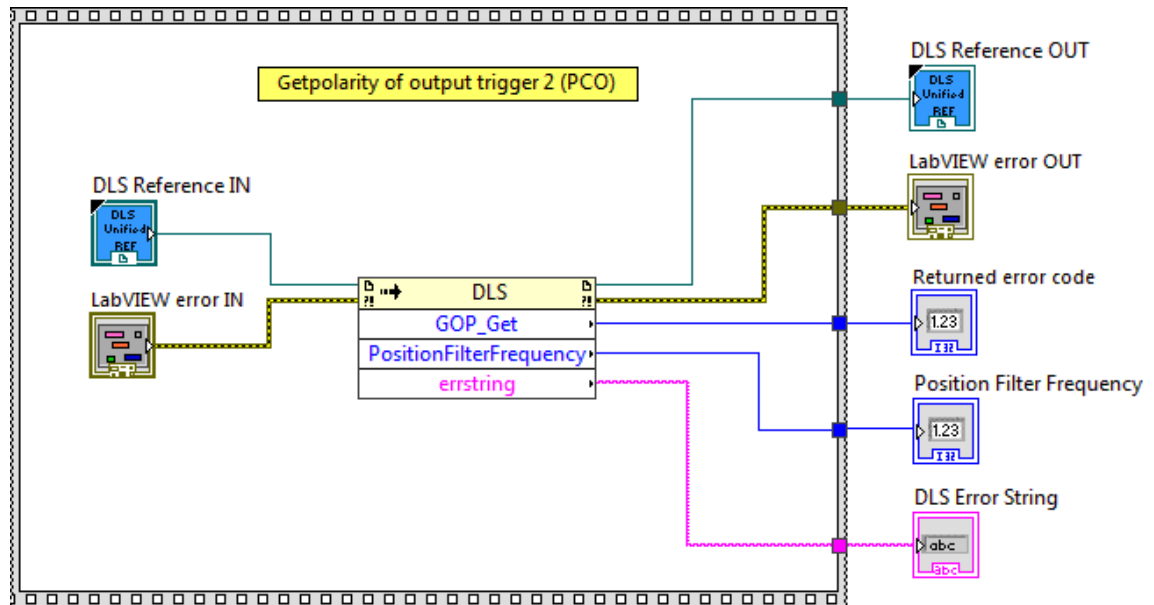 Getpolarity of output trigger 2 (PCO)
DLS Reference OUT
DLS
Unified
REF
LabVIEW error OUT
DLS Reference IN
DLS
Unified
REF
LabVIEW error IN
?!
DLS
?!
GOP_Get
PositionFilterFrequency
errstring
Returned error code
1.23
I32
Position Filter Frequency
1.23
I32
DLS Error String
abc
abc